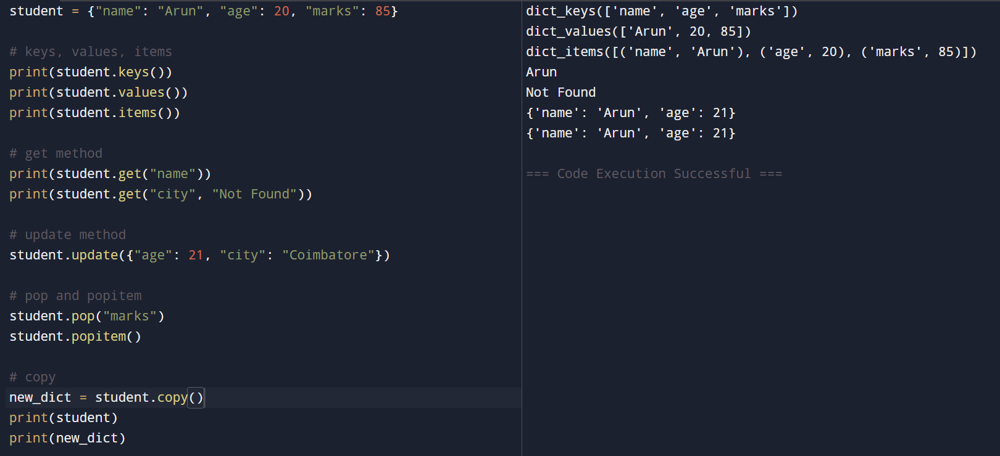 student = {"name": "Arun", "age": 20, "marks": 85}
# keys, values, items
print(student.keys())
print(student.values())
print(student.items())
# get method
print(student.get("name"))
print(student.get("city", "Not Found"))
# update method
student.update({"age": 21, "city": "Coimbatore"})
# pop and popitem
student.pop("marks")
student.popitem()
# copy
new_dict = student.copy()
print(student)
print(new_dict)
dict_keys(['name', 'age', 'marks'])
dict_values(['Arun', 20, 85])
dict_items([('name', 'Arun'), ('age', 20), ('marks', 85)])
Arun
Not Found
{'name': 'Arun', 'age': 21}
{'name': 'Arun', 'age': 21}
=== Code Execution Successful ===